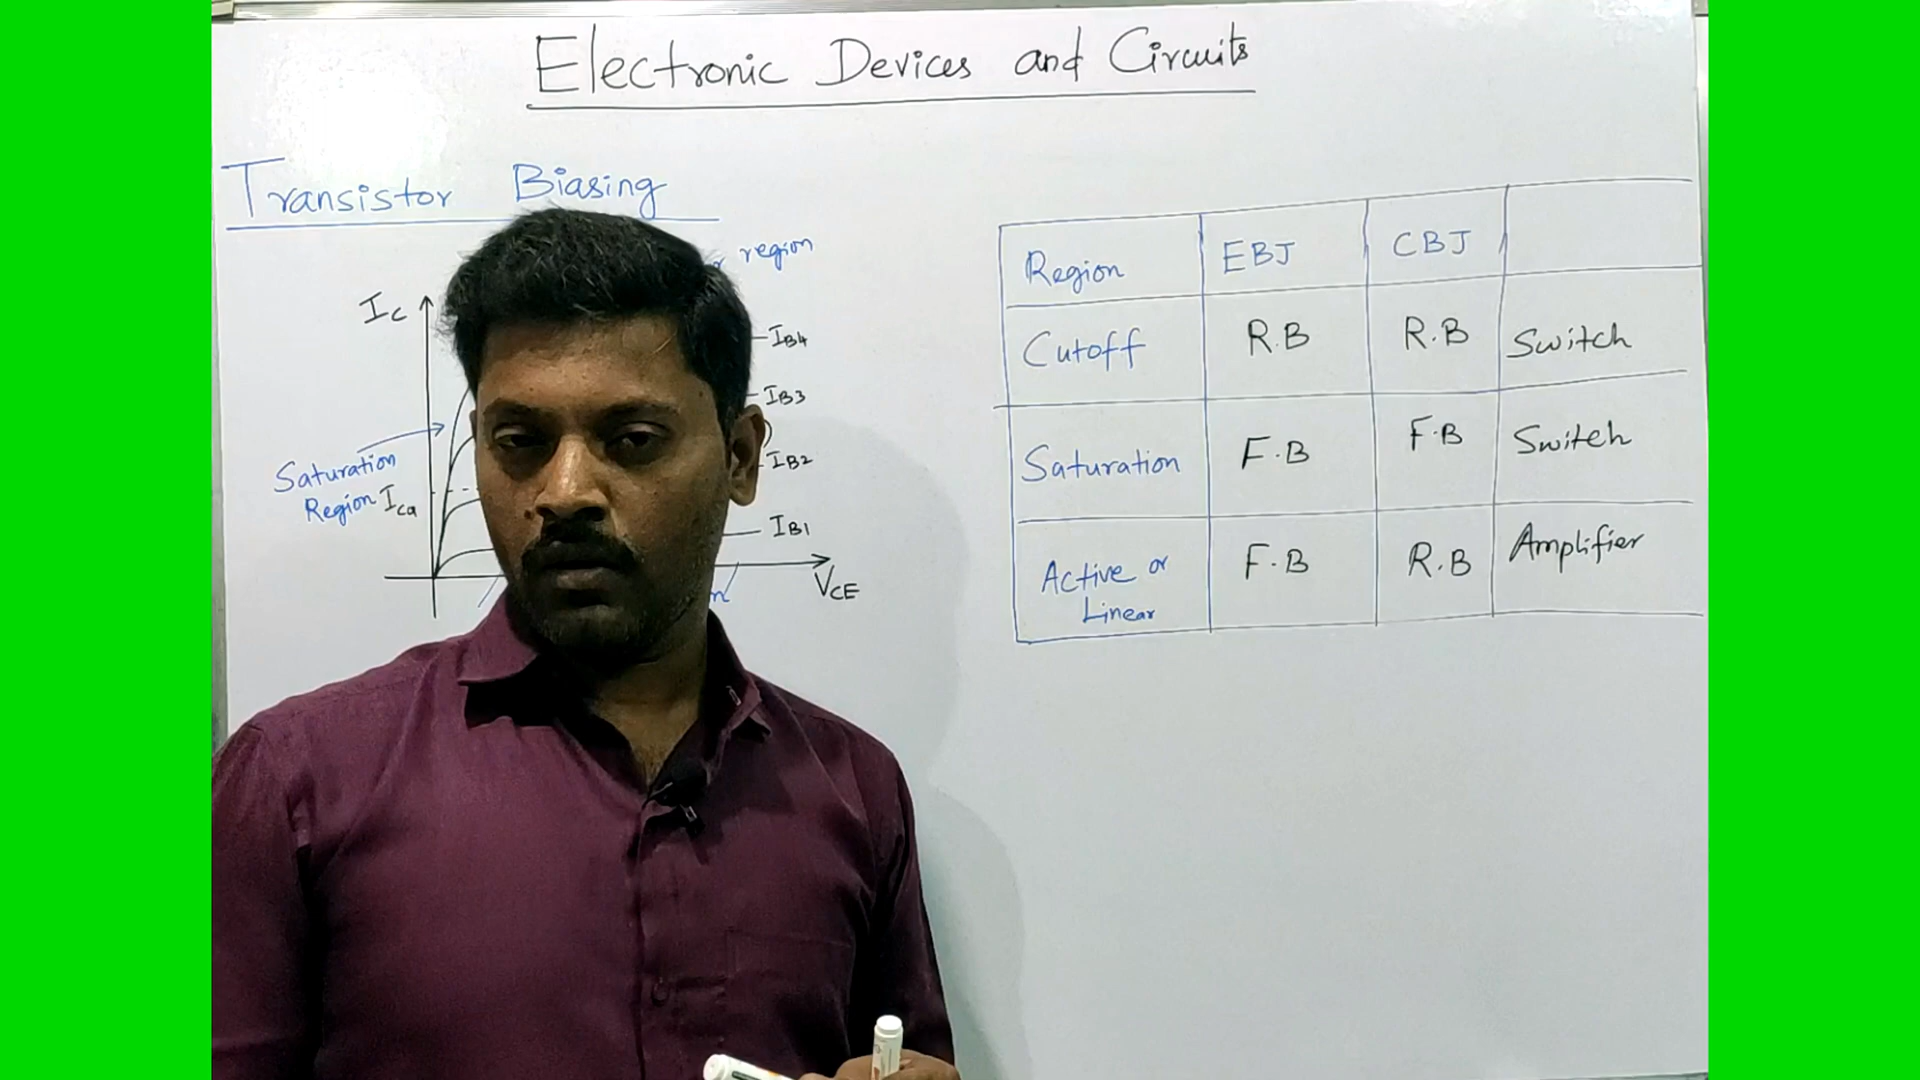 Electronic Devices and Circuits
Transistor Biasing
region
IC
IB4
IB3
IB2
IB1
Saturation
Region
ICQ
VCE
Region EBJ CBJ
Cutoff R.B R.B Switch
Saturation F.B F.B Switch
Active or
Linear F.B R.B Amplifier